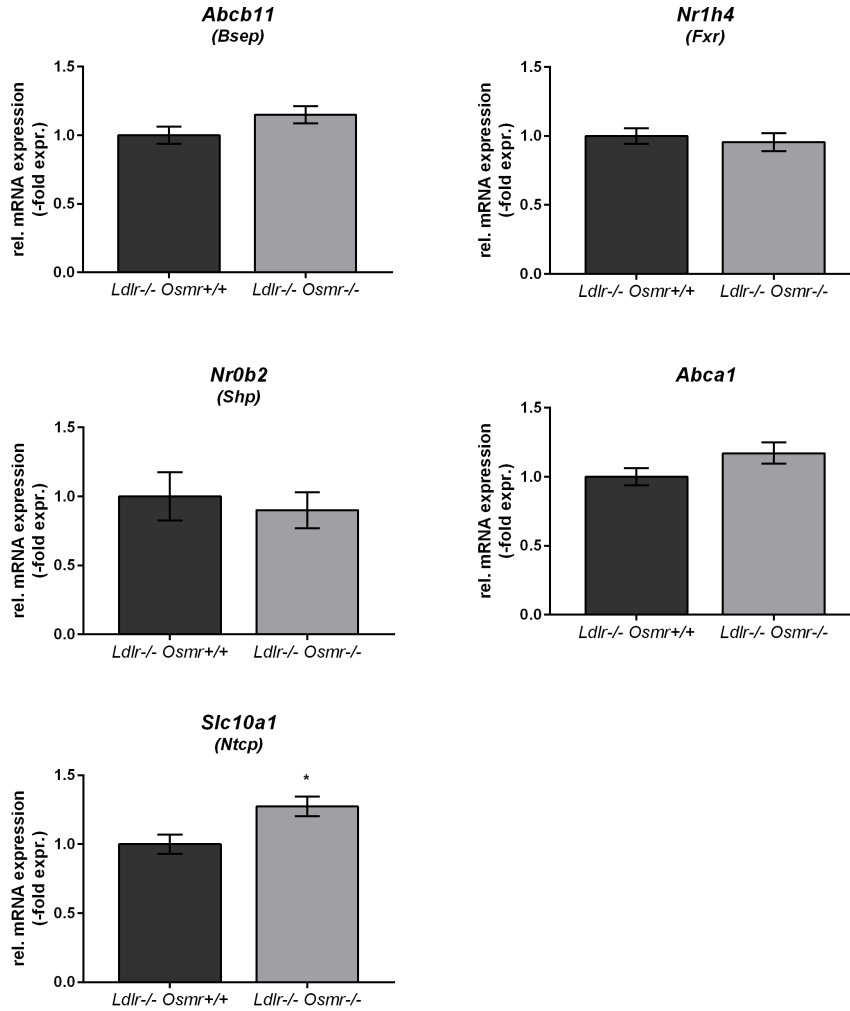 Abcb11
(Bsep)
rel. mRNA expression
(-fold expr.)
1.5
1.0
0.5
0.0
Ldlr-/- Osmr+/+
Ldlr-/- Osmr-/-
Nr1h4
(Fxr)
rel. mRNA expression
(-fold expr.)
1.5
1.0
0.5
0.0
Ldlr-/- Osmr+/+
Ldlr-/- Osmr-/-
Nr0b2
(Shp)
rel. mRNA expression
(-fold expr.)
1.5
1.0
0.5
0.0
Ldlr-/- Osmr+/+
Ldlr-/- Osmr-/-
Abca1
rel. mRNA expression
(-fold expr.)
1.5
1.0
0.5
0.0
Ldlr-/- Osmr+/+
Ldlr-/- Osmr-/-
Slc10a1
(Ntcp)
rel. mRNA expression
(-fold expr.)
1.5
1.0
0.5
0.0
*
Ldlr-/- Osmr+/+
Ldlr-/- Osmr-/-